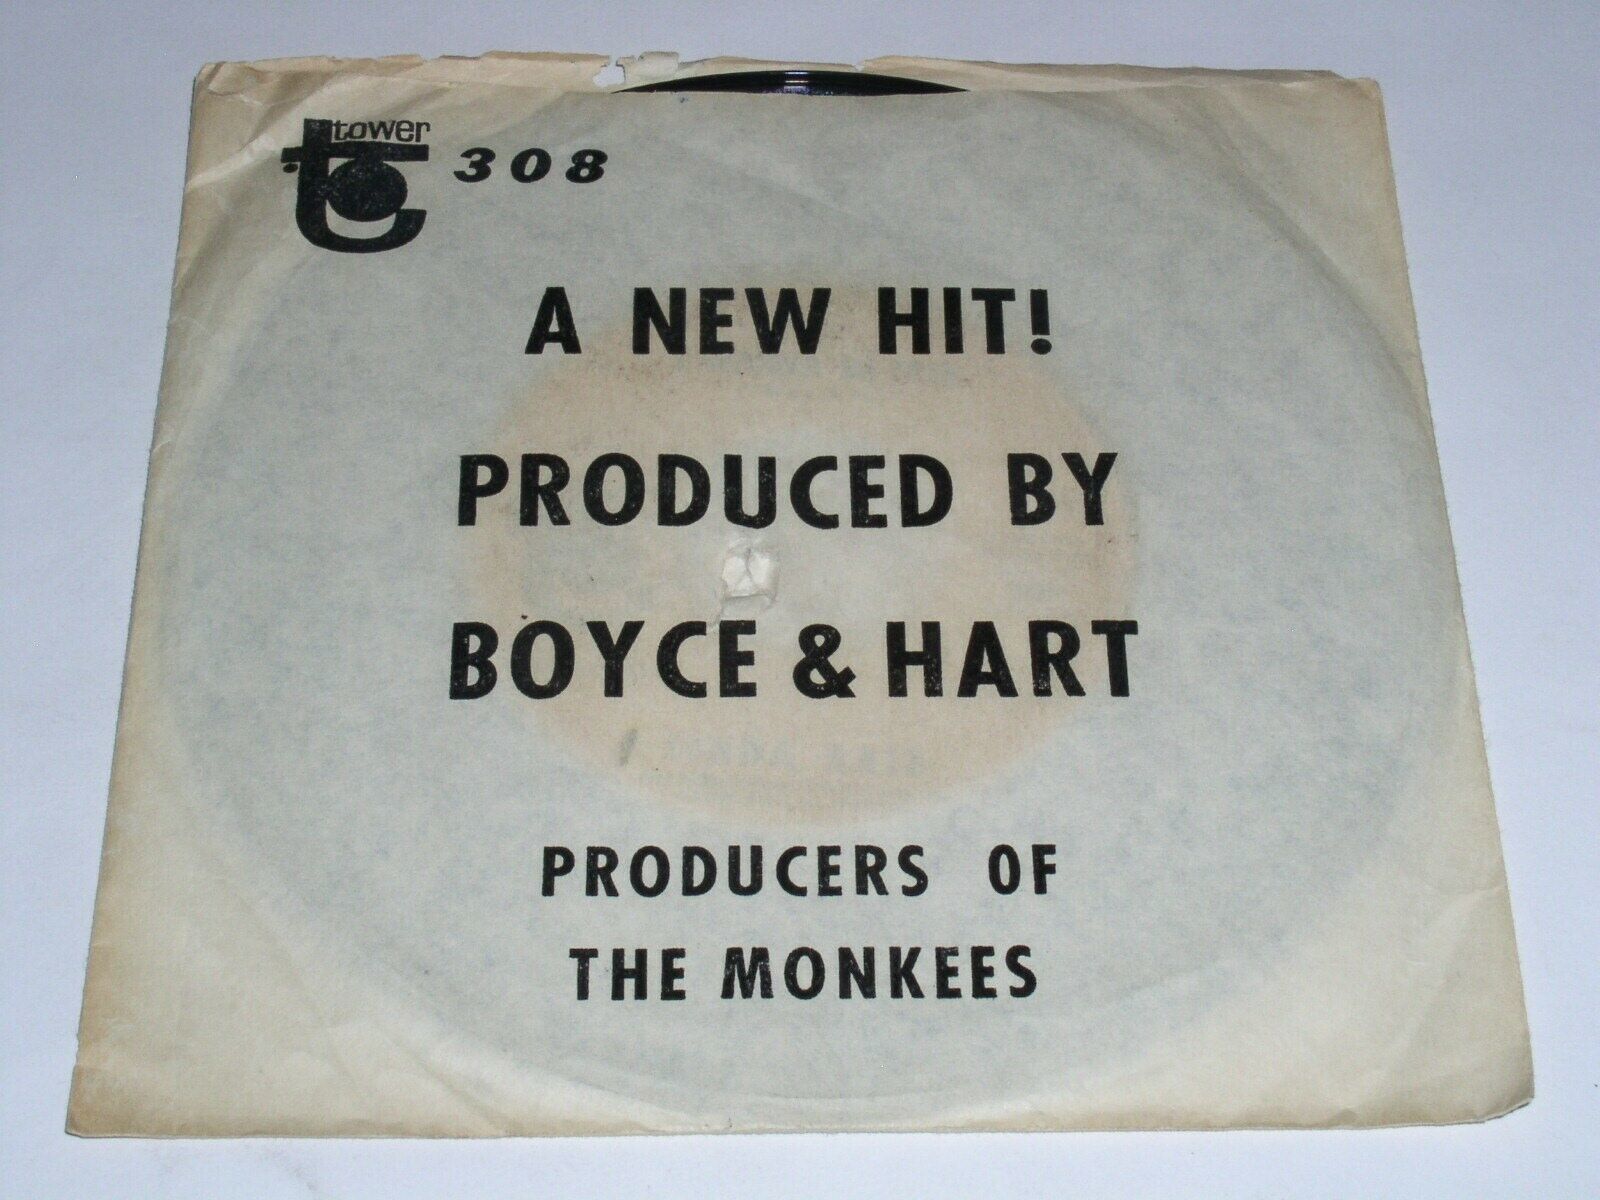 tower
308
A NEW HIT!
PRODUCED BY
BOYCE & HART
PRODUCERS OF
THE MONKEES